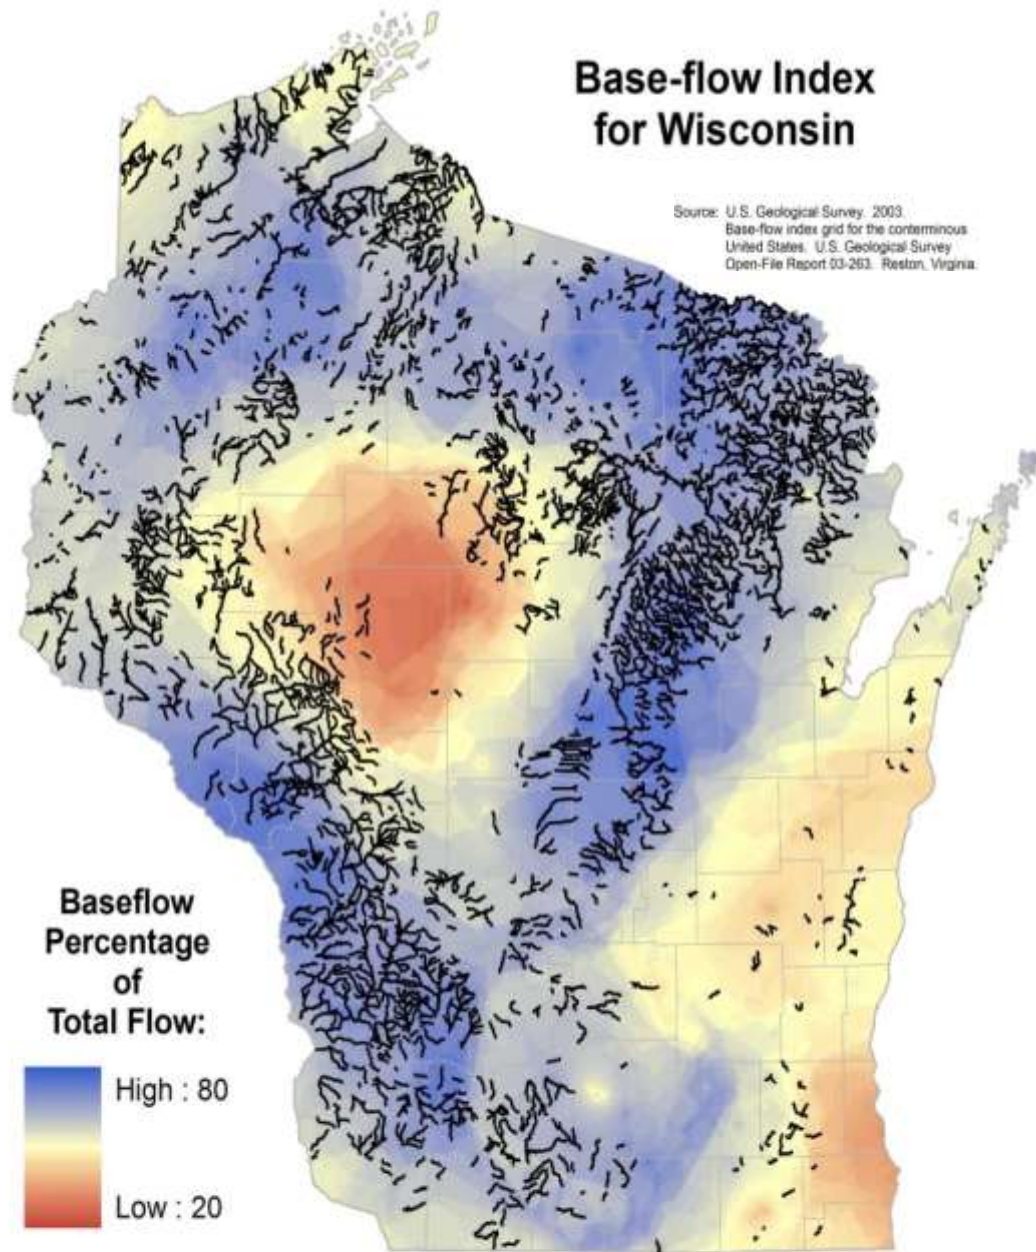 Base-flow Index
for Wisconsin
Source: U.S. Geological Survey. 2003.
Base-flow index grid for the conterminous
United States. U.S. Geological Survey
Open-File Report 03-263. Reston, Virginia.
Baseflow
Percentage
of
Total Flow:
High : 80
Low : 20